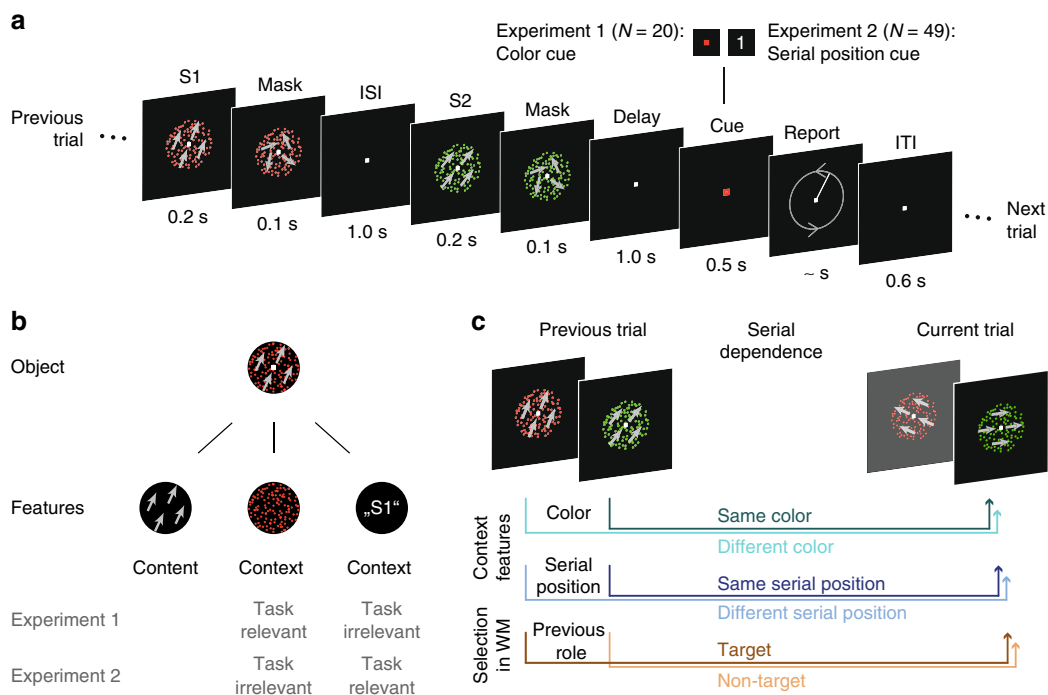 a
Experiment 1 (N = 20):
Color cue
1
Experiment 2 (N = 49):
Serial position cue
Previous
trial
S1
Mask
ISI
S2
Mask
Delay
Cue
Report
ITI
0.2 s
0.1 s
1.0 s
0.2 s
0.1 s
1.0 s
0.5 s
~ s
0.6 s
Next
trial
b
Object
Features
„S1“
Content
Context
Context
Experiment 1
Task
relevant
Task
irrelevant
Experiment 2
Task
irrelevant
Task
relevant
c
Previous trial
Serial
dependence
Current trial
Context
features
Color
Same color
Different color
Serial
position
Same serial position
Different serial position
Selection
in WM
Previous
role
Target
Non-target